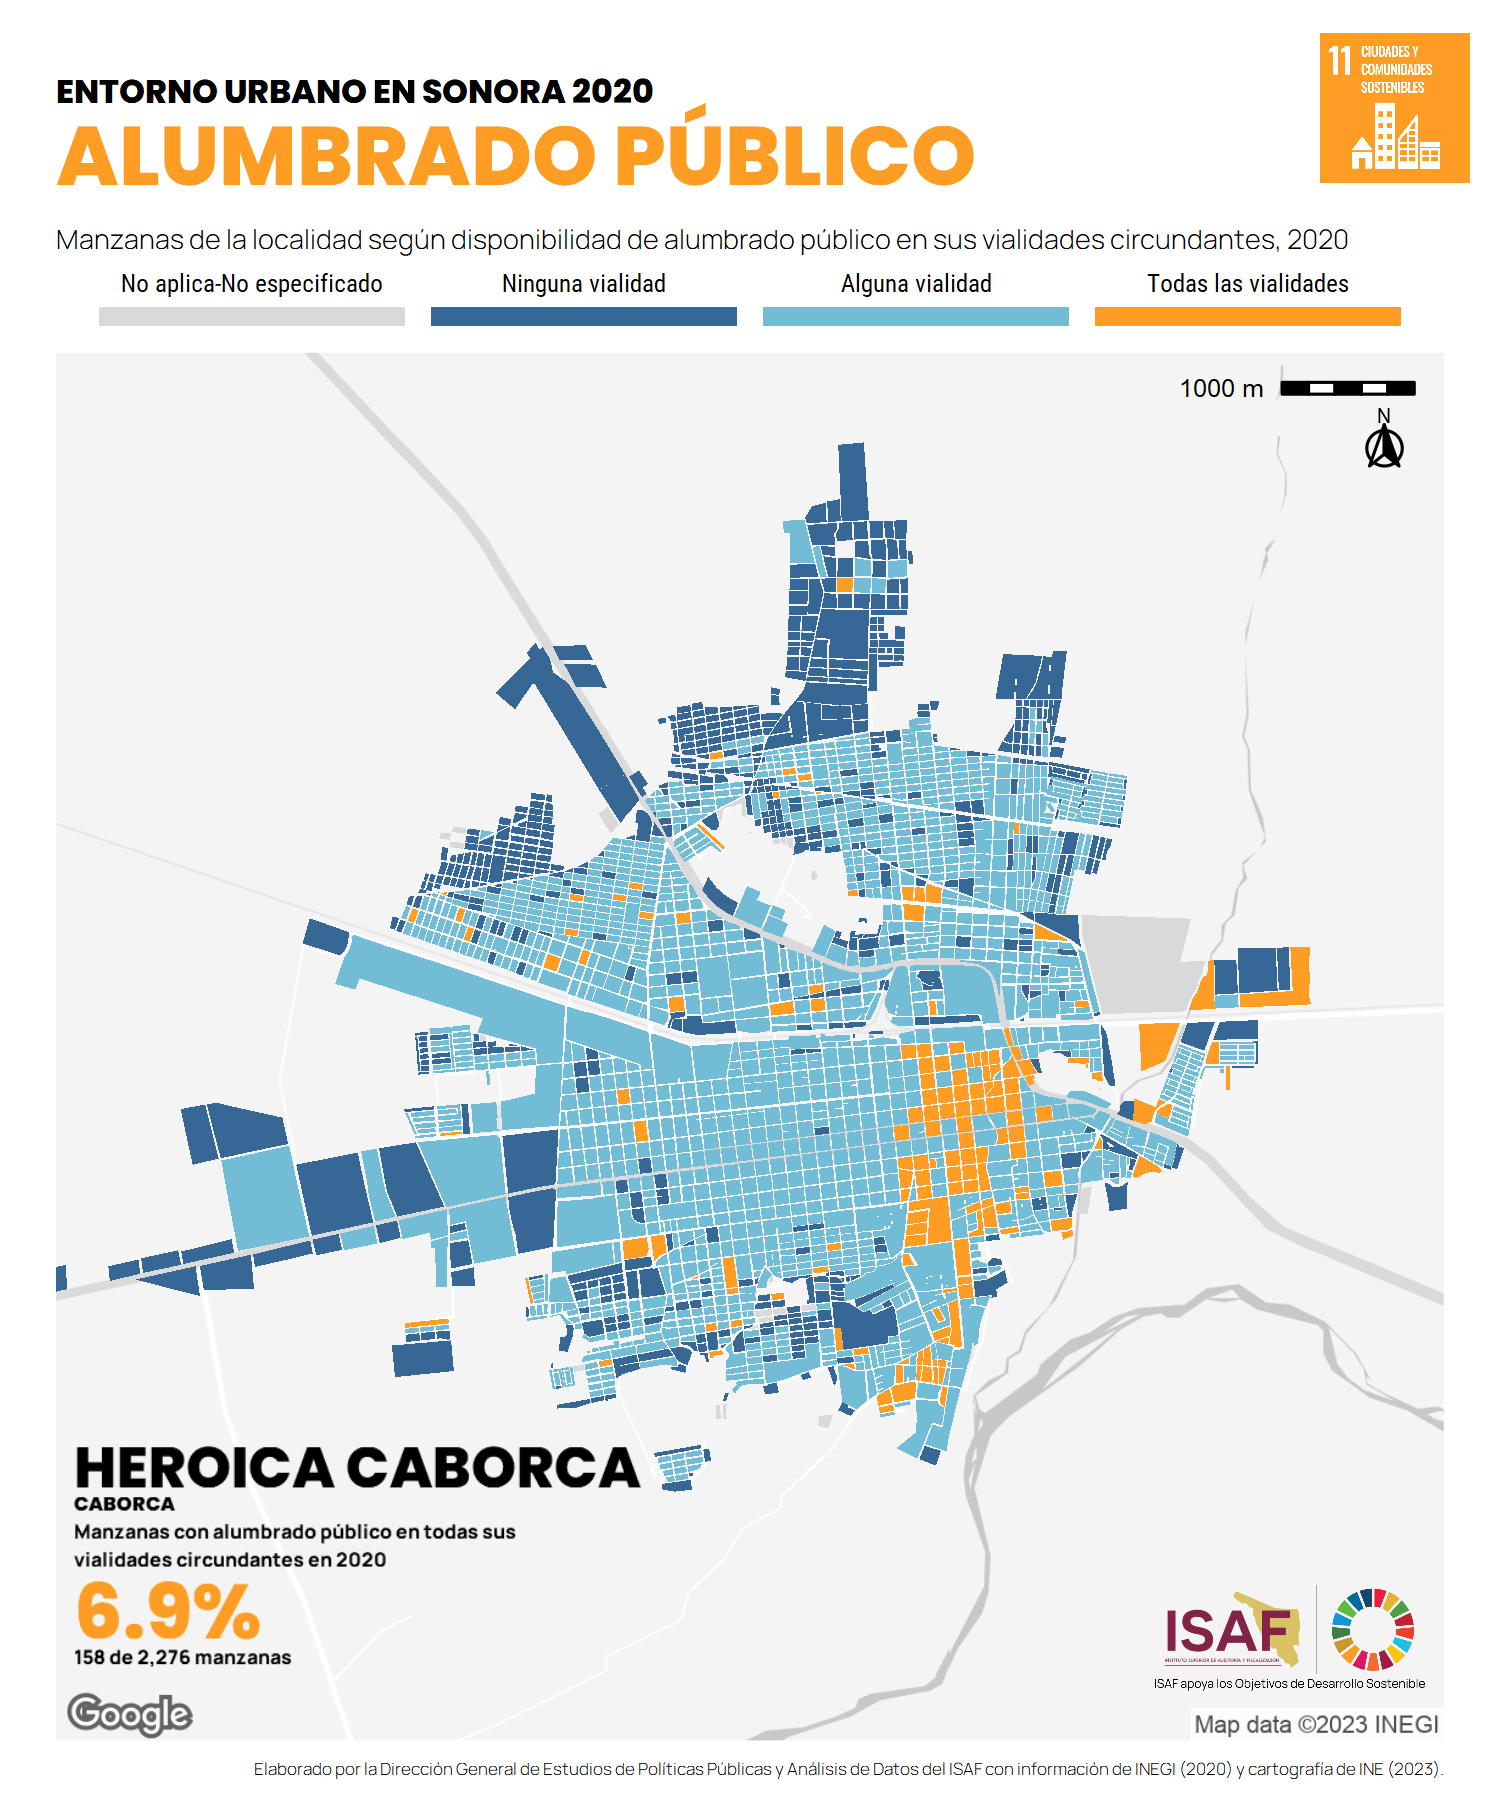 ENTORNO URBANO EN SONORA 2020
ALUMBRADO PÚBLICO
11 CIUDADES Y
COMUNIDADES
SOSTENIBLES
Manzanas de la localidad según disponibilidad de alumbrado público en sus vialidades circundantes, 2020
No aplica-No especificado
Ninguna vialidad
Alguna vialidad
Todas las vialidades
1000 m
N
HEROICA CABORCA
CABORCA
Manzanas con alumbrado público en todas sus
vialidades circundantes en 2020
6.9%
158 de 2,276 manzanas
Google
ISAF
INSTITUTO SUPERIOR DE AUDITORÍA Y FISCALIZACIÓN
ISAF apoya los Objetivos de Desarrollo Sostenible
Map data ©2023 INEGI
Elaborado por la Dirección General de Estudios de Políticas Públicas y Análisis de Datos del ISAF con información de INEGI (2020) y cartografía de INE (2023).